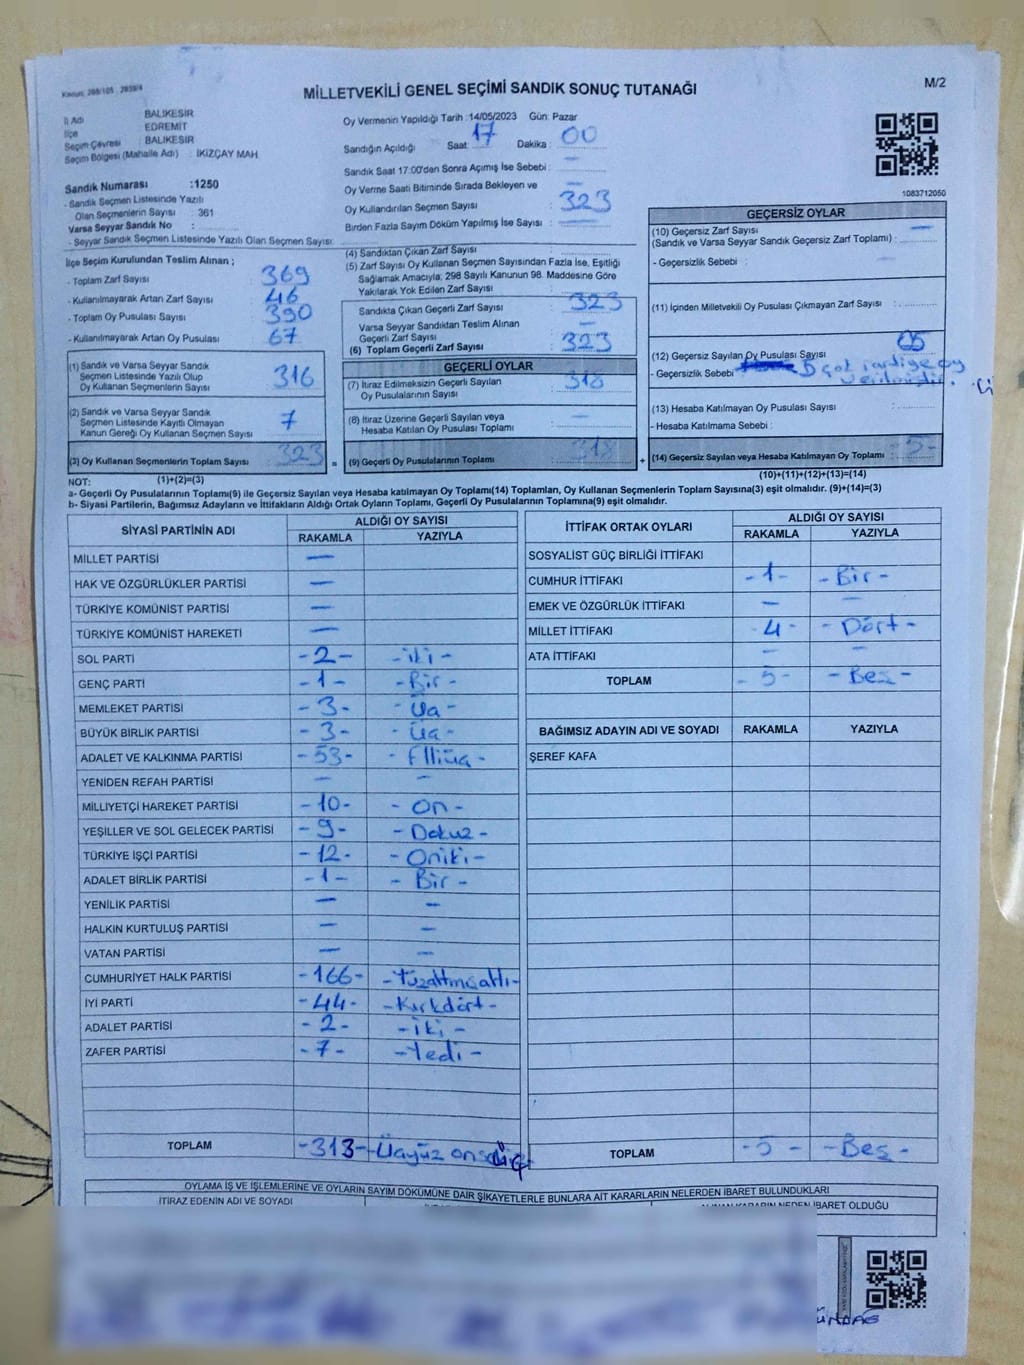 MİLLETVEKİLİ GENEL SEÇİMİ SANDIK SONUÇ TUTANAĞI
M/2
İl Adı BALIKESİR
İlçe EDREMİT
Seçim Çevresi BALIKESİR
Seçim Bölgesi (Mahalle Adı) : İKİZÇAY MAH
Sandık Numarası :1250
- Sandık Seçmen Listesinde Yazılı
Olan Seçmenlerin Sayısı : 361
Varsa Seyyar Sandık No :
- Seyyar Sandık Seçmen Listesinde Yazılı Olan Seçmen Sayısı:
Oy Vermenin Yapıldığı Tarih :14/05/2023 Gün: Pazar
Sandığın Açıldığı Saat: 17 Dakika : 00
Sandık Saat 17:00'dan Sonra Açımış İse Sebebi : —
Oy Verme Saati Bitiminde Sırada Bekleyen ve —
Oy Kullandırılan Seçmen Sayısı : 323
Birden Fazla Sayım Döküm Yapılmış İse Sayısı : —
1083712050
İlçe Seçim Kurulundan Teslim Alınan ;
- Toplam Zarf Sayısı 369
- Kullanılmayarak Artan Zarf Sayısı 46
- Toplam Oy Pusulası Sayısı 390
- Kullanılmayarak Artan Oy Pusulası 67
(1) Sandık ve Varsa Seyyar Sandık
Seçmen Listesinde Yazılı Olup
Oy Kullanan Seçmenlerin Sayısı 316
(2) Sandık ve Varsa Seyyar Sandık
Seçmen Listesinde Kayıtlı Olmayan
Kanun Gereği Oy Kullanan Seçmen Sayısı 7
(3) Oy Kullanan Seçmenlerin Toplam Sayısı 323
(1)+(2)=(3)
(4) Sandıktan Çıkan Zarf Sayısı :
(5) Zarf Sayısı Oy Kullanan Seçmen Sayısından Fazla İse, Eşitliği
Sağlamak Amacıyla; 298 Sayılı Kanunun 98. Maddesine Göre
Yakılarak Yok Edilen Zarf Sayısı :
Sandıkta Çıkan Geçerli Zarf Sayısı 323
Varsa Seyyar Sandıktan Teslim Alınan
Geçerli Zarf Sayısı —
(6) Toplam Geçerli Zarf Sayısı 323
GEÇERLİ OYLAR
(7) İtiraz Edilmeksizin Geçerli Sayılan
Oy Pusulalarının Sayısı 318
(8) İtiraz Üzerine Geçerli Sayılan veya
Hesaba Katılan Oy Pusulası Toplamı —
= (9) Geçerli Oy Pusulalarının Toplamı 318
GEÇERSİZ OYLAR
(10) Geçersiz Zarf Sayısı —
(Sandık ve Varsa Seyyar Sandık Geçersiz Zarf Toplamı) :
- Geçersizlik Sebebi : —
(11) İçinden Milletvekili Oy Pusulası Çıkmayan Zarf Sayısı :
(12) Geçersiz Sayılan Oy Pusulası Sayısı 05
- Geçersizlik Sebebi
(13) Hesaba Katılmayan Oy Pusulası Sayısı :
- Hesaba Katılmama Sebebi :
+ (14) Geçersiz Sayılan veya Hesaba Katılmayan Oy Toplamı : -5-
(10)+(11)+(12)+(13)=(14)
NOT:
a- Geçerli Oy Pusulalarının Toplamı(9) ile Geçersiz Sayılan veya Hesaba katılmayan Oy Toplamı(14) Toplamları, Oy Kullanan Seçmenlerin Toplam Sayısına(3) eşit olmalıdır. (9)+(14)=(3)
b- Siyasi Partilerin, Bağımsız Adayların ve İttifakların Aldığı Ortak Oyların Toplamı, Geçerli Oy Pusulalarının Toplamına(9) eşit olmalıdır.
SİYASİ PARTİNİN ADI ALDIĞI OY SAYISI
RAKAMLA YAZIYLA
MİLLET PARTİSİ —
HAK VE ÖZGÜRLÜKLER PARTİSİ —
TÜRKİYE KOMÜNİST PARTİSİ —
TÜRKİYE KOMÜNİST HAREKETİ —
SOL PARTİ -2- -iki-
GENÇ PARTİ -1- -Bir-
MEMLEKET PARTİSİ -3- -Üç-
BÜYÜK BİRLİK PARTİSİ -3- -Üç-
ADALET VE KALKINMA PARTİSİ -53- -Elliüç-
YENİDEN REFAH PARTİSİ — —
MİLLİYETÇİ HAREKET PARTİSİ -10- -on-
YEŞİLLER VE SOL GELECEK PARTİSİ -9- -Dokuz-
TÜRKİYE İŞÇİ PARTİSİ -12- -Oniki-
ADALET BİRLİK PARTİSİ -1- -Bir-
YENİLİK PARTİSİ — —
HALKIN KURTULUŞ PARTİSİ — —
VATAN PARTİSİ — —
CUMHURİYET HALK PARTİSİ -166- -Yüzaltmışaltı-
İYİ PARTİ -44- -Kırkdört-
ADALET PARTİSİ -2- -iki-
ZAFER PARTİSİ -7- -Yedi-
TOPLAM -313- -Üçyüz onüç-
İTTİFAK ORTAK OYLARI ALDIĞI OY SAYISI
RAKAMLA YAZIYLA
SOSYALİST GÜÇ BİRLİĞİ İTTİFAKI
CUMHUR İTTİFAKI -1- -Bir-
EMEK VE ÖZGÜRLÜK İTTİFAKI — —
MİLLET İTTİFAKI -4- -Dört-
ATA İTTİFAKI — —
TOPLAM -5- -Beş-
BAĞIMSIZ ADAYIN ADI VE SOYADI RAKAMLA YAZIYLA
ŞEREF KAFA
TOPLAM -5- -Beş-
OYLAMA İŞ VE İŞLEMLERİNE VE OYLARIN SAYIM DÖKÜMÜNE DAİR ŞİKAYETLERLE BUNLARA AİT KARARLARIN NELERDEN İBARET BULUNDUKLARI
İTİRAZ EDENİN ADI VE SOYADI
ALINAN KARARIN NEDEN İBARET OLDUĞU